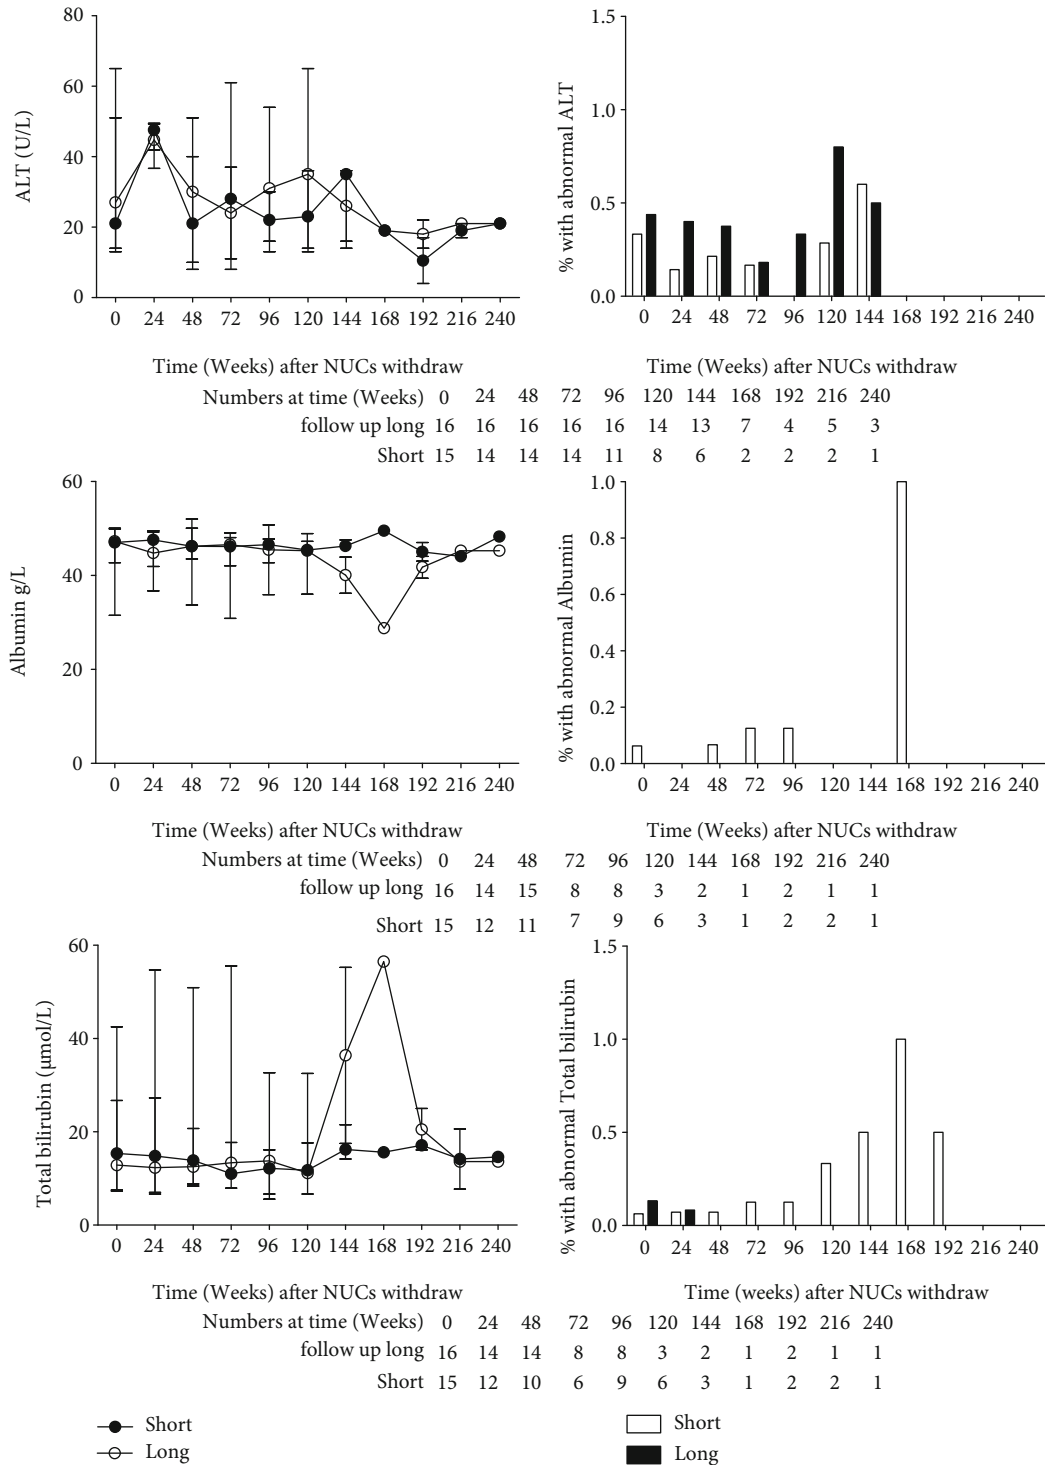 ALT (U/L)
80
60
40
20
0
0 24 48 72 96 120 144 168 192 216 240
Time (Weeks) after NUCs withdraw
% with abnormal ALT
1.5
1.0
0.5
0.0
0 24 48 72 96 120 144 168 192 216 240
Time (Weeks) after NUCs withdraw
Numbers at time (Weeks) 0 24 48 72 96 120 144 168 192 216 240
follow up long 16 16 16 16 16 14 13 7 4 5 3
Short 15 14 14 14 11 8 6 2 2 2 1
Albumin g/L
60
40
20
0
0 24 48 72 96 120 144 168 192 216 240
Time (Weeks) after NUCs withdraw
% with abnormal Albumin
1.0
0.8
0.6
0.4
0.2
0.0
0 24 48 72 96 120 144 168 192 216 240
Time (Weeks) after NUCs withdraw
Numbers at time (Weeks) 0 24 48 72 96 120 144 168 192 216 240
follow up long 16 14 15 8 8 3 2 1 2 1 1
Short 15 12 11 7 9 6 3 1 2 2 1
Total bilirubin (μmol/L)
60
40
20
0
0 24 48 72 96 120 144 168 192 216 240
Time (Weeks) after NUCs withdraw
% with abnormal Total bilirubin
1.5
1.0
0.5
0.0
0 24 48 72 96 120 144 168 192 216 240
Time (weeks) after NUCs withdraw
Numbers at time (Weeks) 0 24 48 72 96 120 144 168 192 216 240
follow up long 16 14 14 8 8 3 2 1 2 1 1
Short 15 12 10 6 9 6 3 1 2 2 1
Short
Long
Short
Long